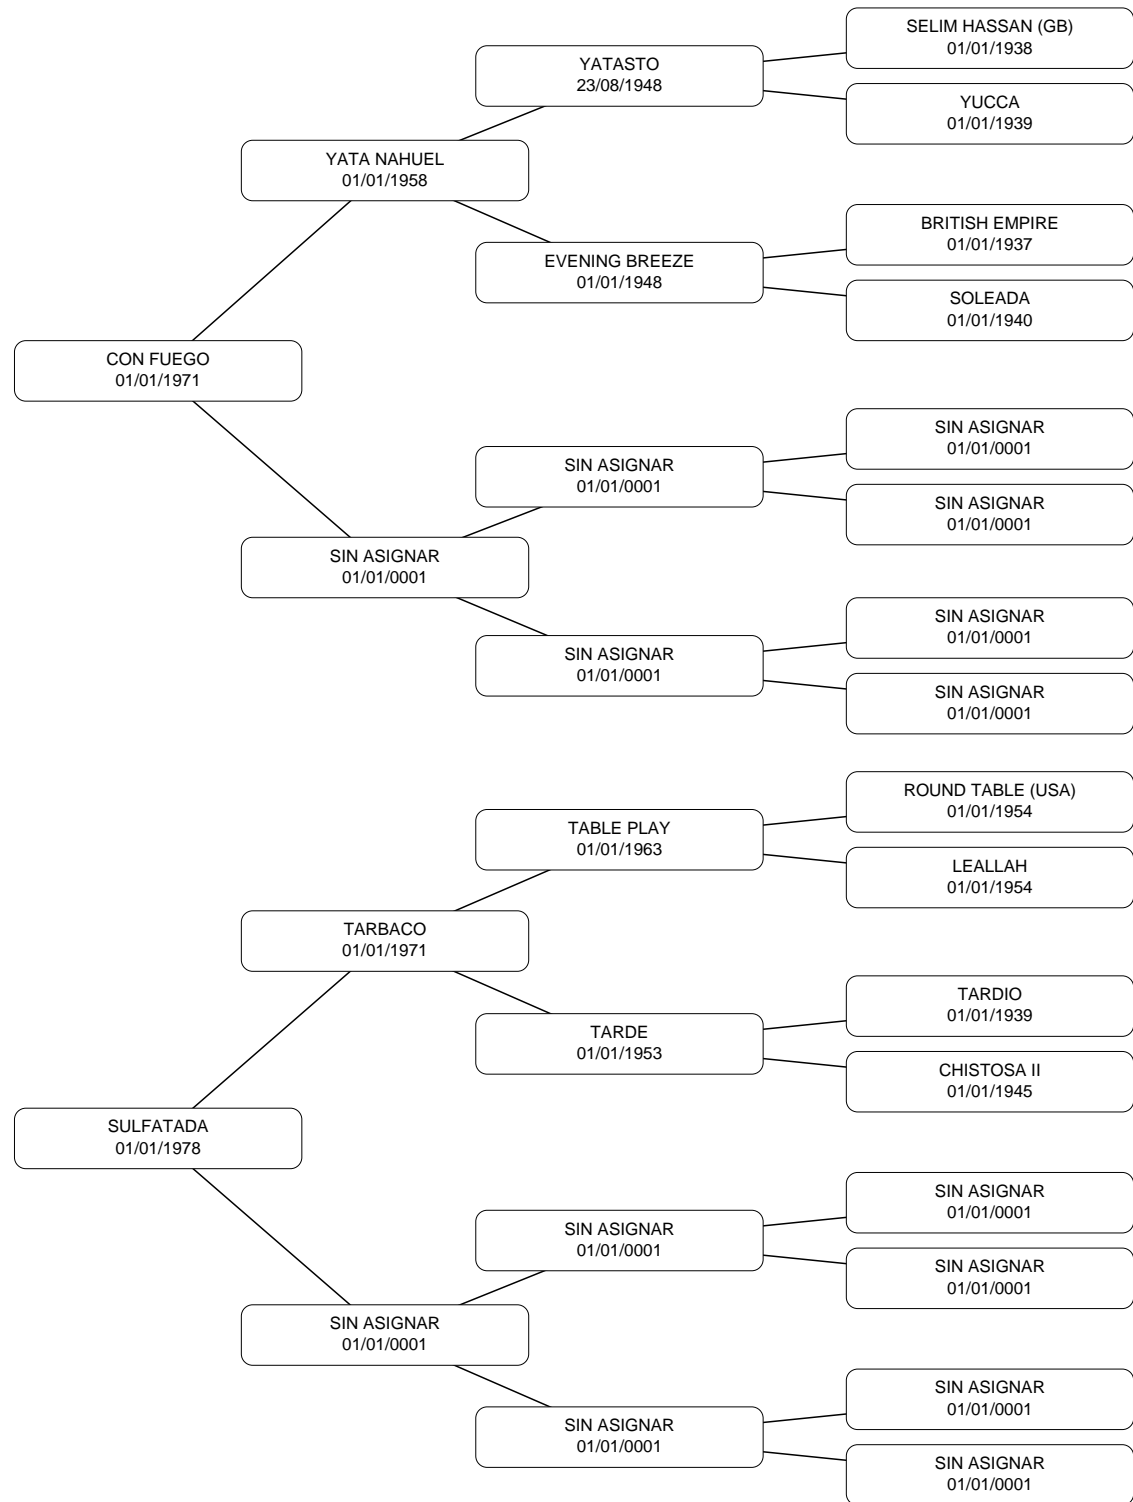 SELIM HASSAN (GB)
01/01/1938
YATASTO
23/08/1948
YUCCA
01/01/1939
YATA NAHUEL
01/01/1958
BRITISH EMPIRE
01/01/1937
EVENING BREEZE
01/01/1948
SOLEADA
01/01/1940
CON FUEGO
01/01/1971
SIN ASIGNAR
01/01/0001
SIN ASIGNAR
01/01/0001
SIN ASIGNAR
01/01/0001
SIN ASIGNAR
01/01/0001
SIN ASIGNAR
01/01/0001
SIN ASIGNAR
01/01/0001
SIN ASIGNAR
01/01/0001
ROUND TABLE (USA)
01/01/1954
TABLE PLAY
01/01/1963
LEALLAH
01/01/1954
TARBACO
01/01/1971
TARDIO
01/01/1939
TARDE
01/01/1953
CHISTOSA II
01/01/1945
SULFATADA
01/01/1978
SIN ASIGNAR
01/01/0001
SIN ASIGNAR
01/01/0001
SIN ASIGNAR
01/01/0001
SIN ASIGNAR
01/01/0001
SIN ASIGNAR
01/01/0001
SIN ASIGNAR
01/01/0001
SIN ASIGNAR
01/01/0001